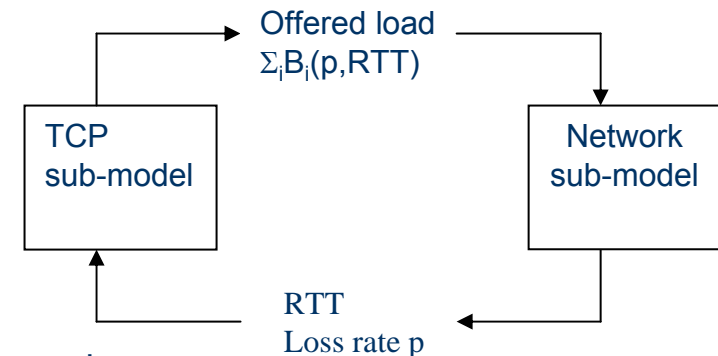 Offered load
ΣᵢBᵢ(p,RTT)
TCP
sub-model
Network
sub-model
RTT
Loss rate p